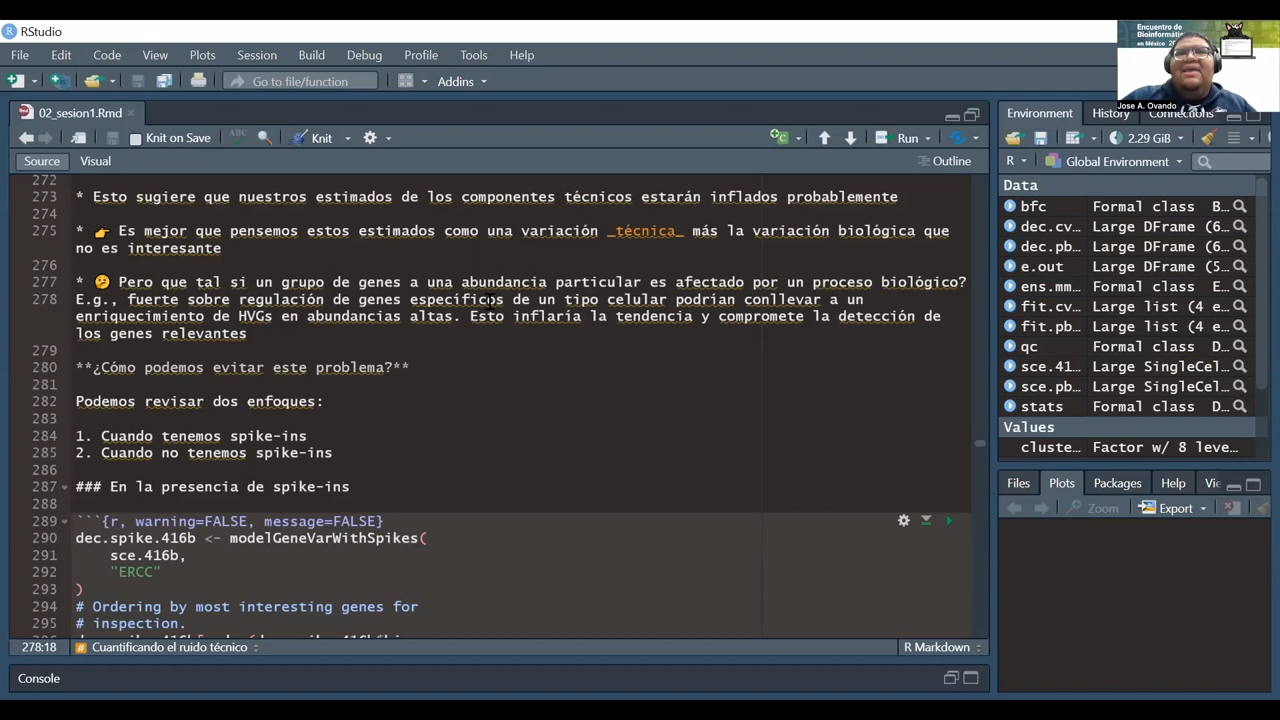 RStudio
File Edit Code View Plots Session Build Debug Profile Tools Help
Go to file/function Addins
Encuentro de
Bioinformátic
en México 20
Jose A. Ovando
02_sesion1.Rmd
Knit on Save ABC Knit Run
Source Visual Outline
272
273 * Esto sugiere que nuestros estimados de los componentes técnicos estarán inflados probablemente
274
275 * 👉 Es mejor que pensemos estos estimados como una variación _técnica_ más la variación biológica que
no es interesante
276
277 * 🤔 Pero que tal si un grupo de genes a una abundancia particular es afectado por un proceso biológico?
278 E.g., fuerte sobre regulación de genes específicos de un tipo celular podrían conllevar a un
enriquecimiento de HVGs en abundancias altas. Esto inflaría la tendencia y compromete la detección de
los genes relevantes
279
280 **¿Cómo podemos evitar este problema?**
281
282 Podemos revisar dos enfoques:
283
284 1. Cuando tenemos spike-ins
285 2. Cuando no tenemos spike-ins
286
287 ### En la presencia de spike-ins
288
289 ```{r, warning=FALSE, message=FALSE}
290 dec.spike.416b <- modelGeneVarWithSpikes(
291 sce.416b,
292 "ERCC"
293 )
294 # Ordering by most interesting genes for
295 # inspection.
278:18 Cuantificando el ruido técnico R Markdown
Console
Environment History Connections
2.29 GiB
R Global Environment
Data
bfc Formal class B…
dec.cv… Large DFrame (6…
dec.pb… Large DFrame (6…
e.out Large DFrame (5…
ens.mm… Formal class E…
fit.cv… Large list (4 e…
fit.pb… Large list (4 e…
qc Formal class D…
sce.41… Large SingleCel…
sce.pb… Large SingleCel…
stats Formal class D…
Values
cluste… Factor w/ 8 leve…
Files Plots Packages Help Vi
Zoom Export